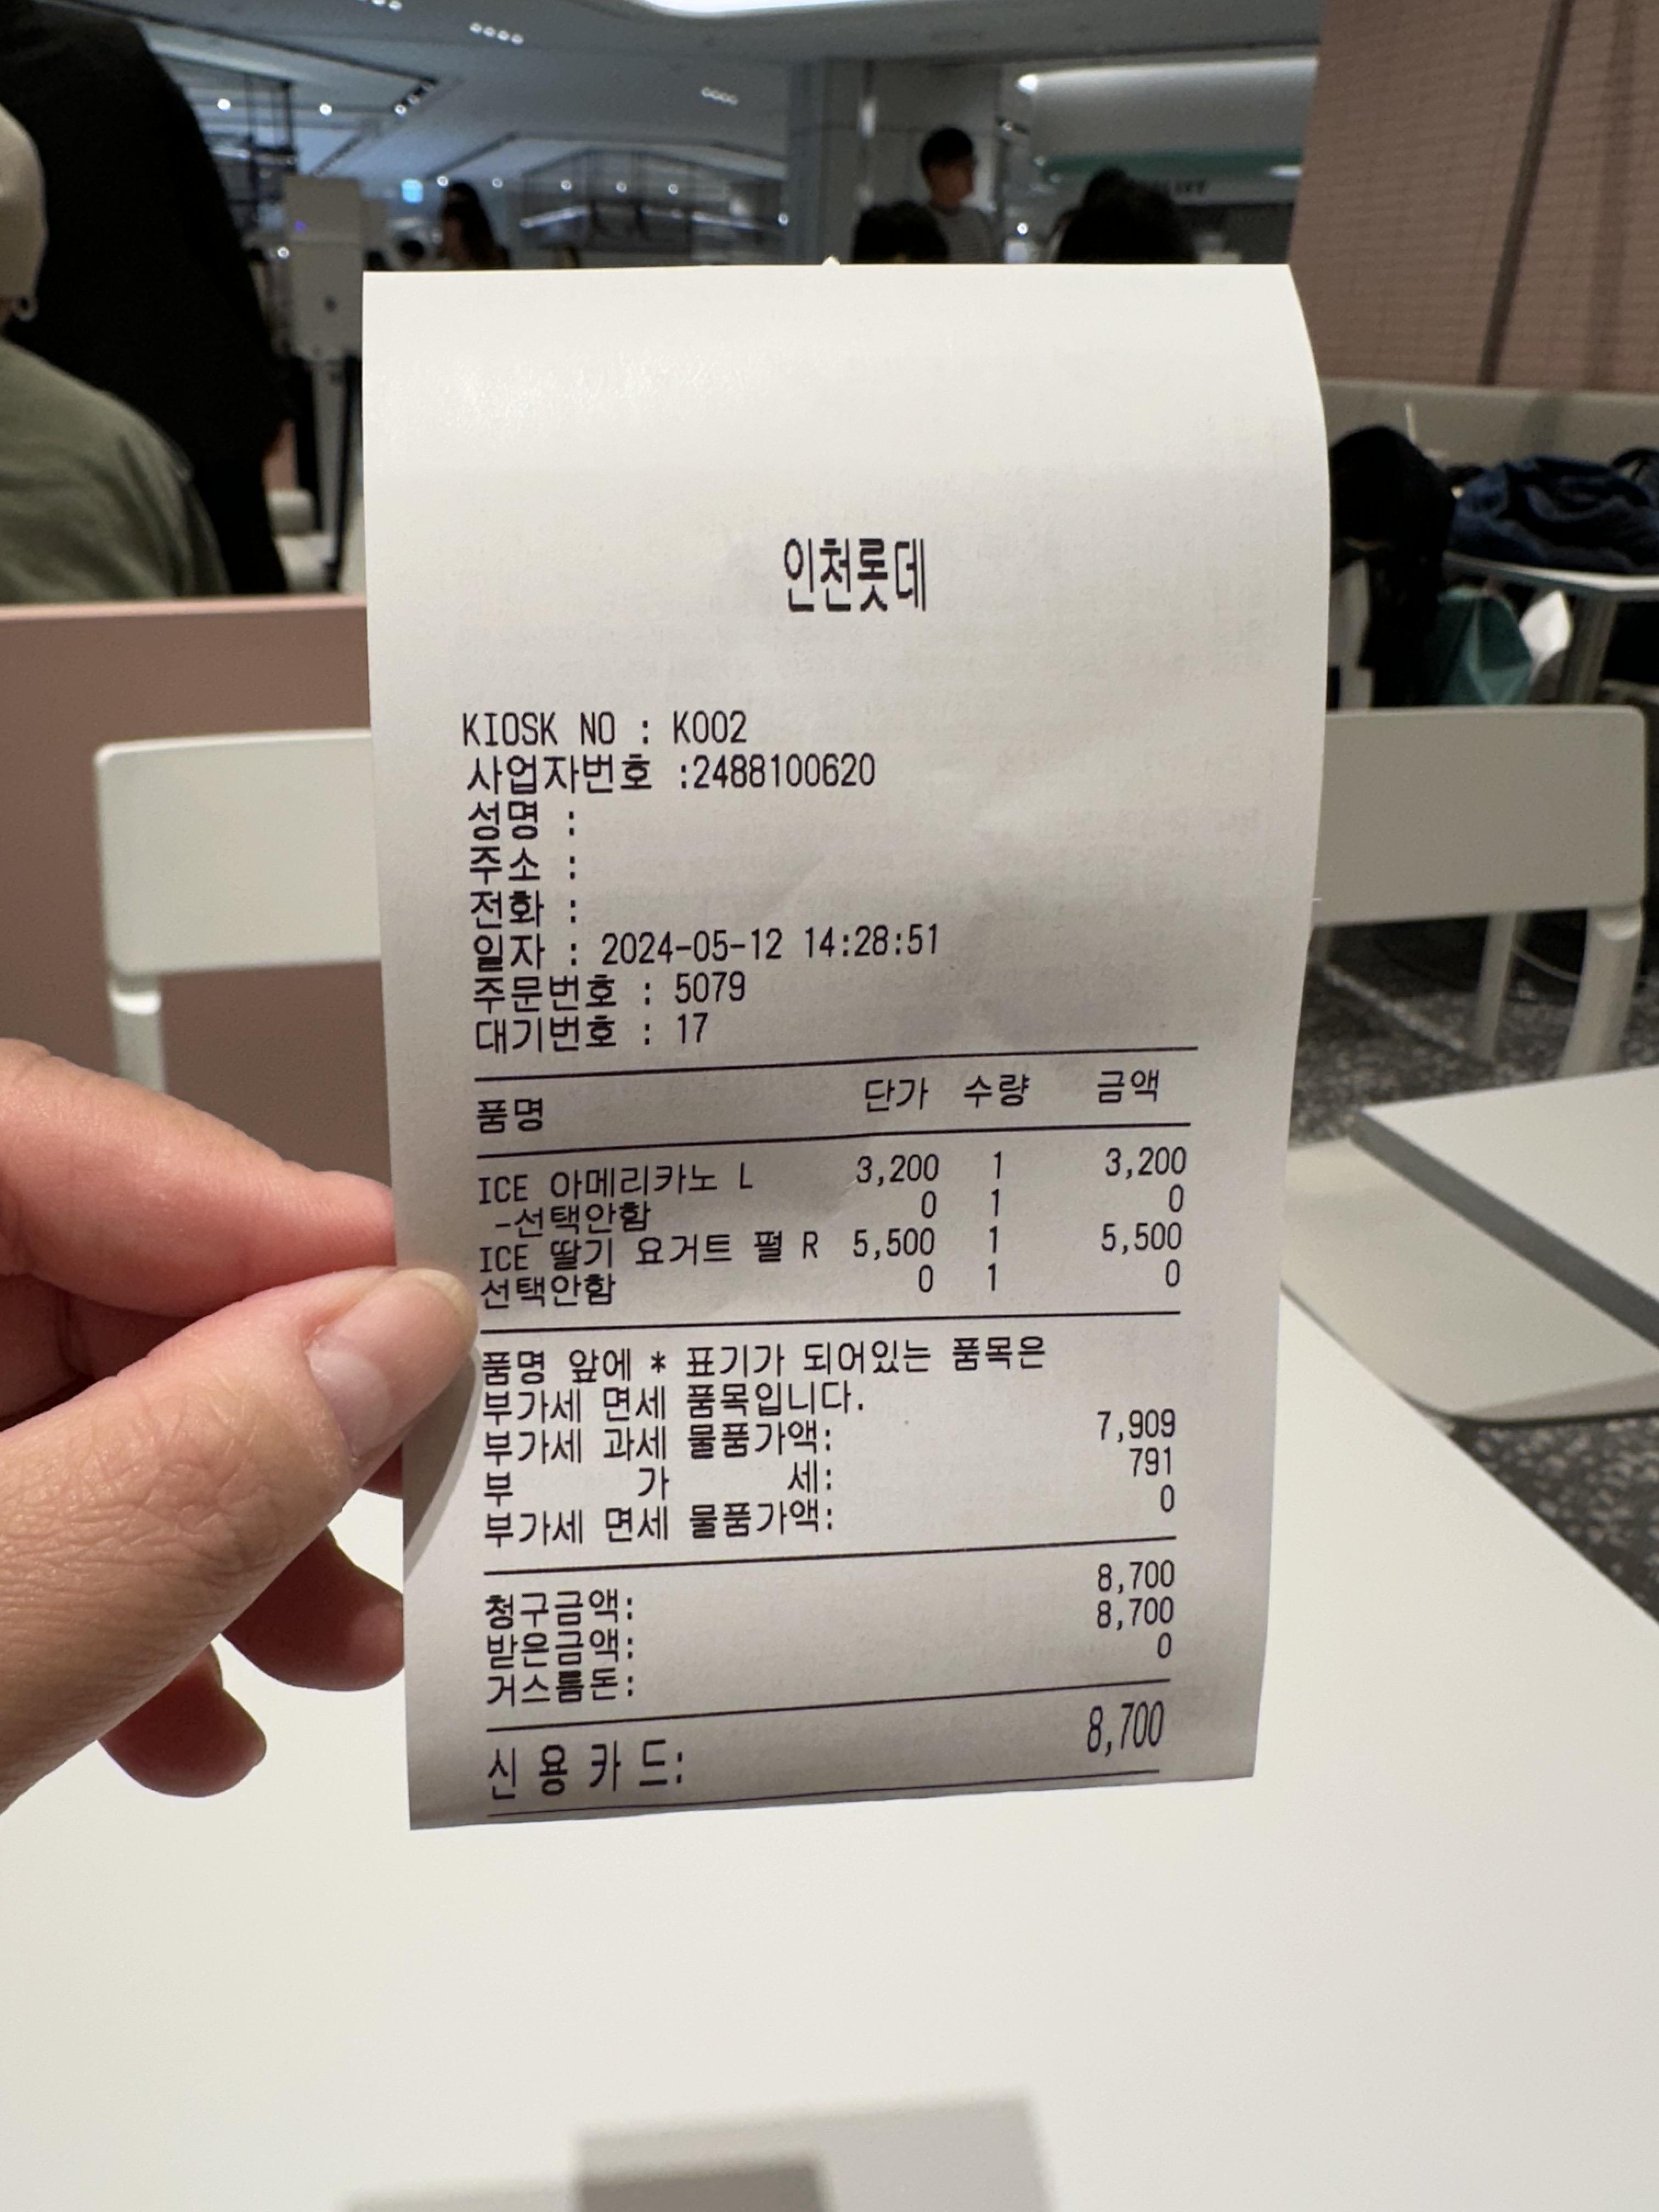 인천롯데
KIOSK NO : K002
사업자번호 :2488100620
성명 :
주소 :
전화 :
일자 : 2024-05-12 14:28:51
주문번호 : 5079
대기번호 : 17
품명 단가 수량 금액
ICE 아메리카노 L 3,200 1 3,200
-선택안함 0 1 0
ICE 딸기 요거트 펄 R 5,500 1 5,500
선택안함 0 1 0
품명 앞에 * 표기가 되어있는 품목은
부가세 면세 품목입니다.
부가세 과세 물품가액: 7,909
부 가 세: 791
부가세 면세 물품가액: 0
청구금액: 8,700
받은금액: 8,700
거스름돈: 0
신 용 카 드: 8,700